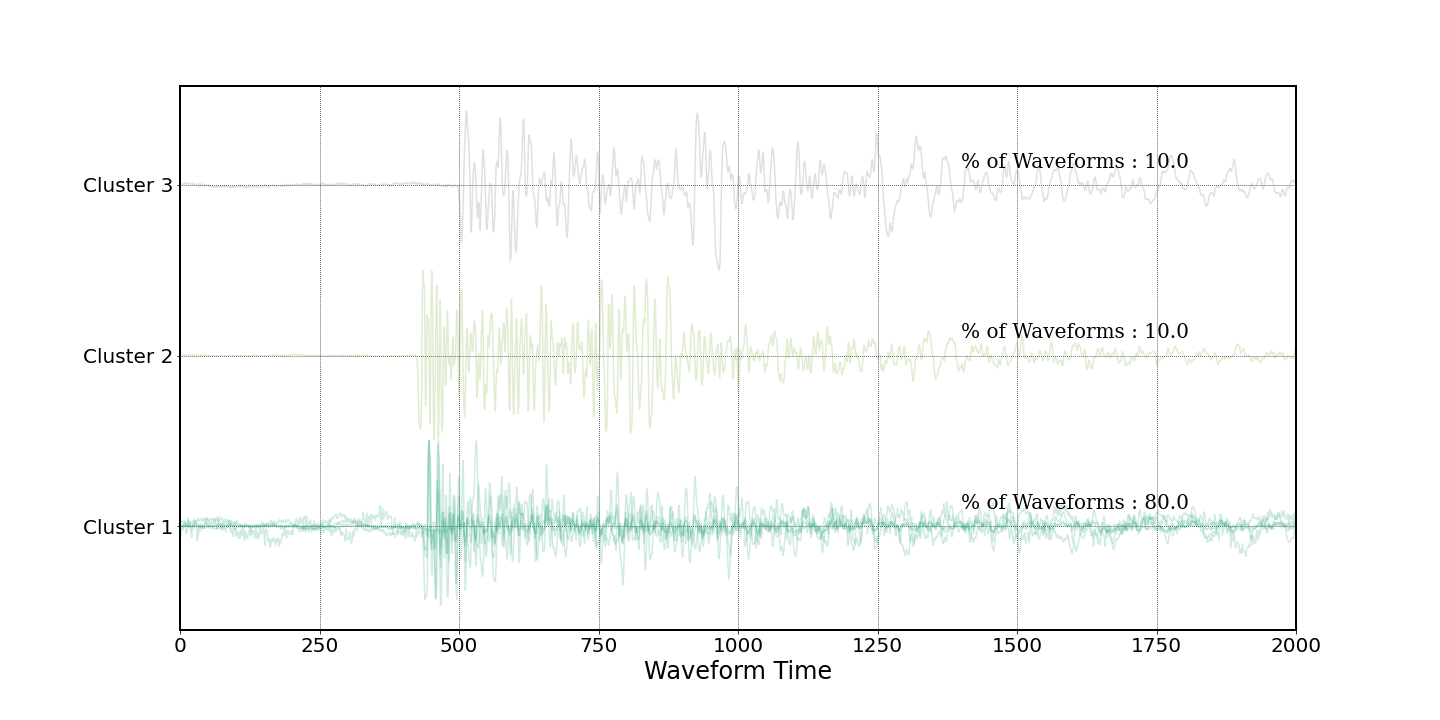 Cluster 3
% of Waveforms : 10.0
Cluster 2
% of Waveforms : 10.0
Cluster 1
% of Waveforms : 80.0
0 250 500 750 1000 1250 1500 1750 2000
Waveform Time